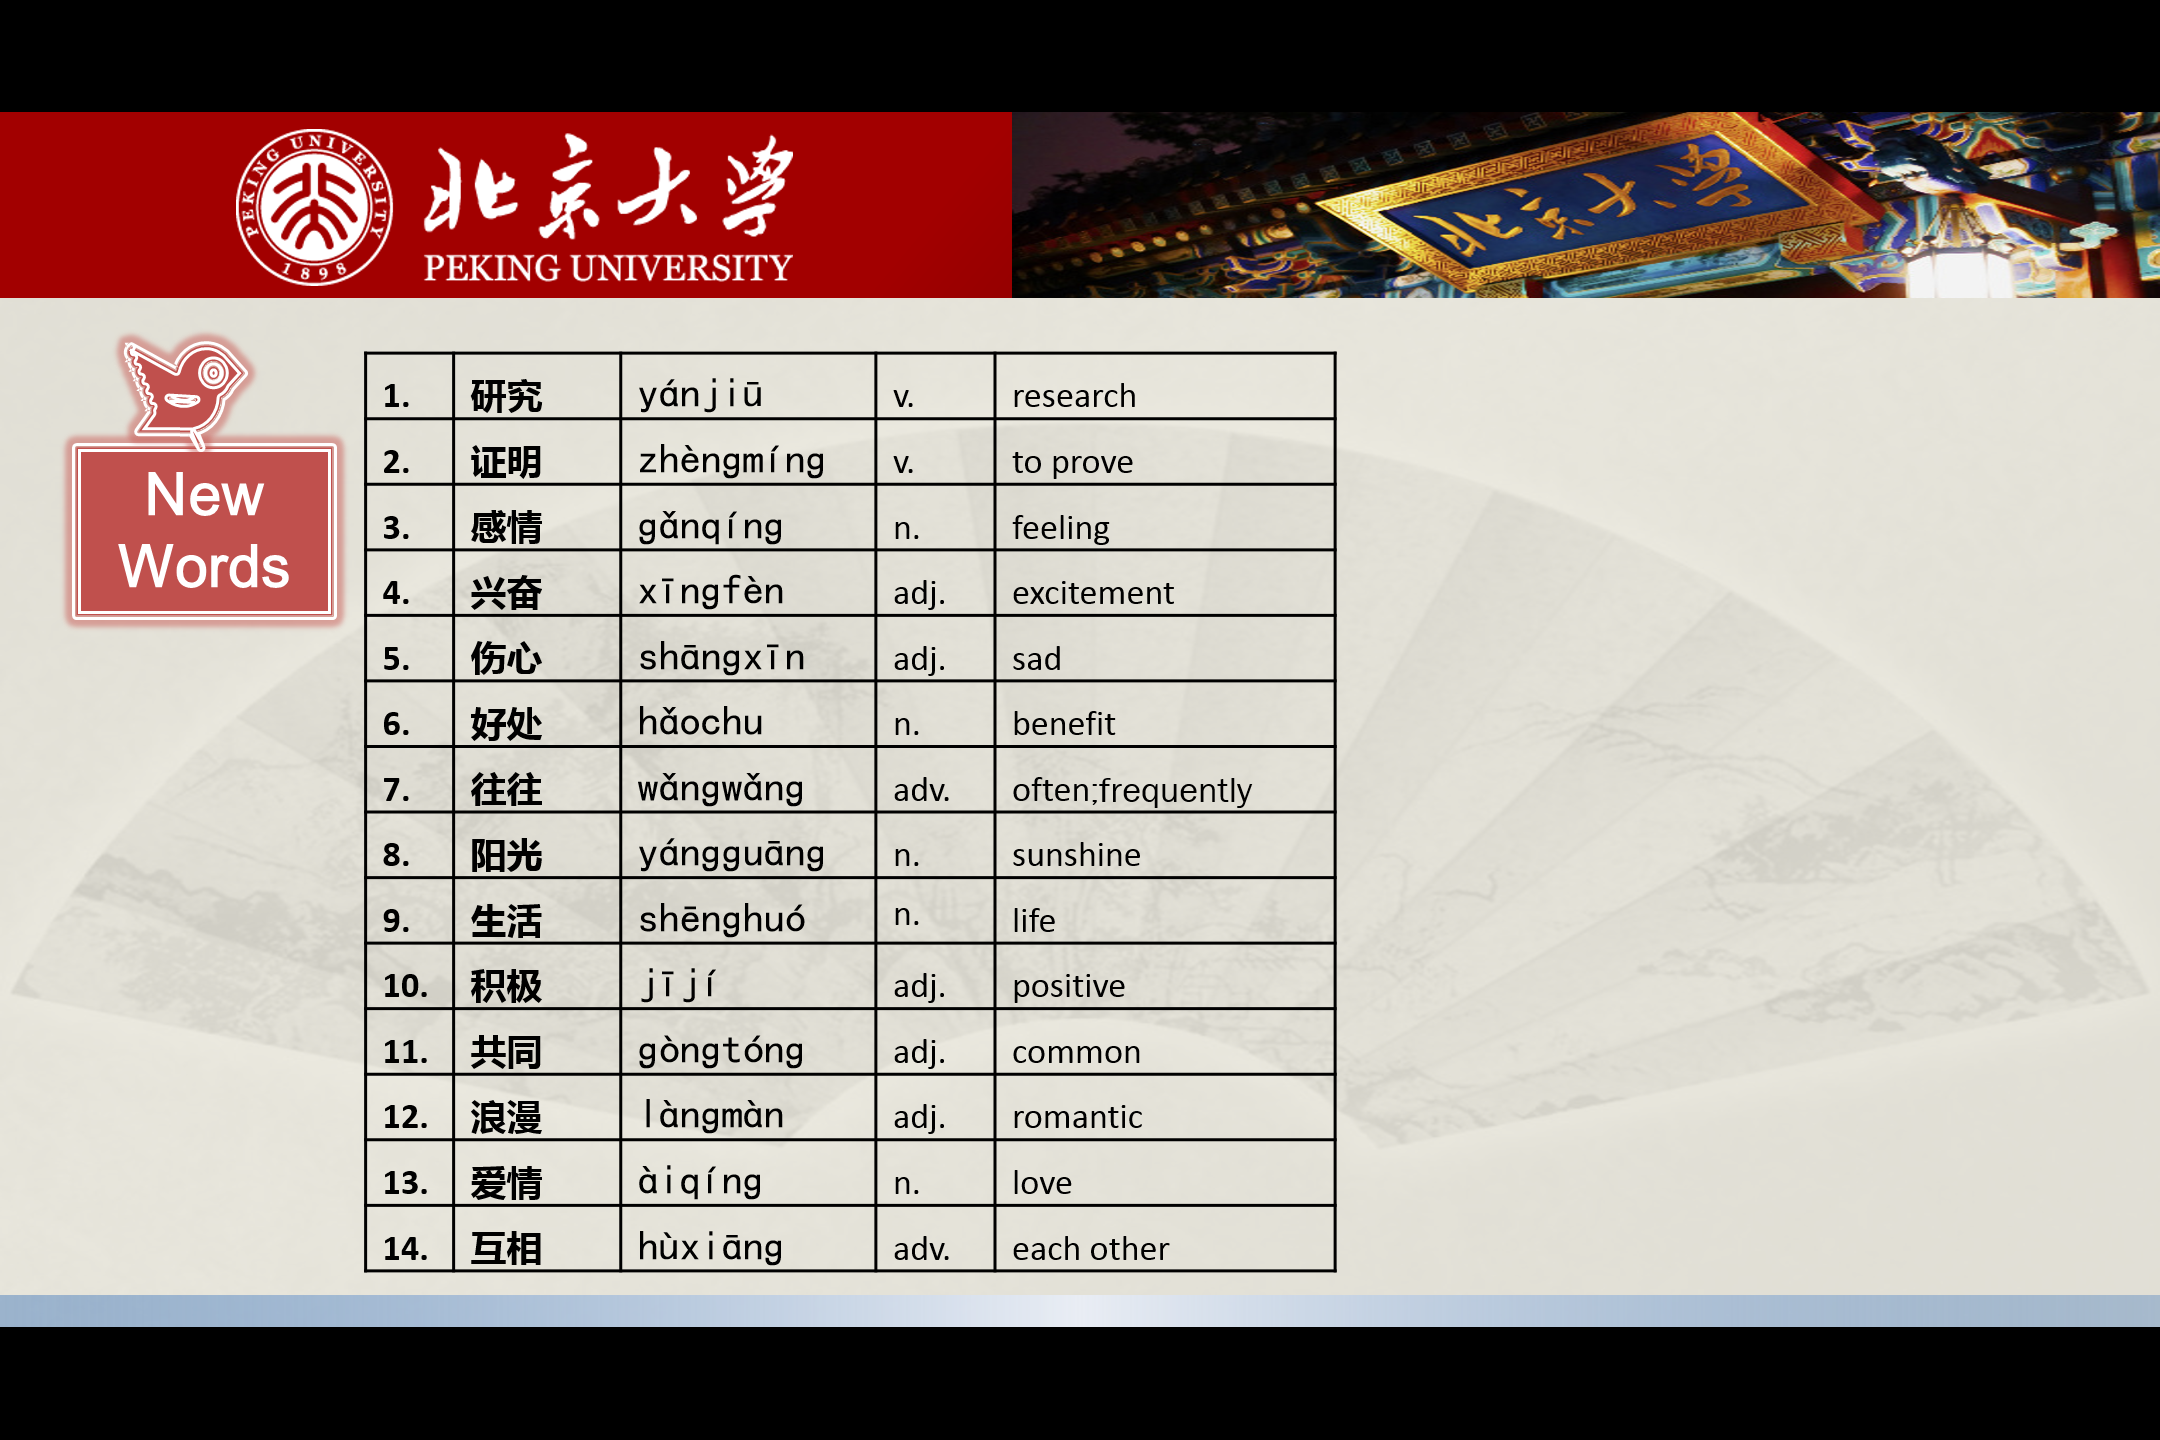 PEKING UNIVERSITY
1898
北京大学
PEKING UNIVERSITY
北京大学
New
Words
1. 研究 yánjiū v. research
2. 证明 zhèngmíng v. to prove
3. 感情 gǎnqíng n. feeling
4. 兴奋 xīngfèn adj. excitement
5. 伤心 shāngxīn adj. sad
6. 好处 hǎochu n. benefit
7. 往往 wǎngwǎng adv. often;frequently
8. 阳光 yángguāng n. sunshine
9. 生活 shēnghuó n. life
10. 积极 jījí adj. positive
11. 共同 gòngtóng adj. common
12. 浪漫 làngmàn adj. romantic
13. 爱情 àiqíng n. love
14. 互相 hùxiāng adv. each other